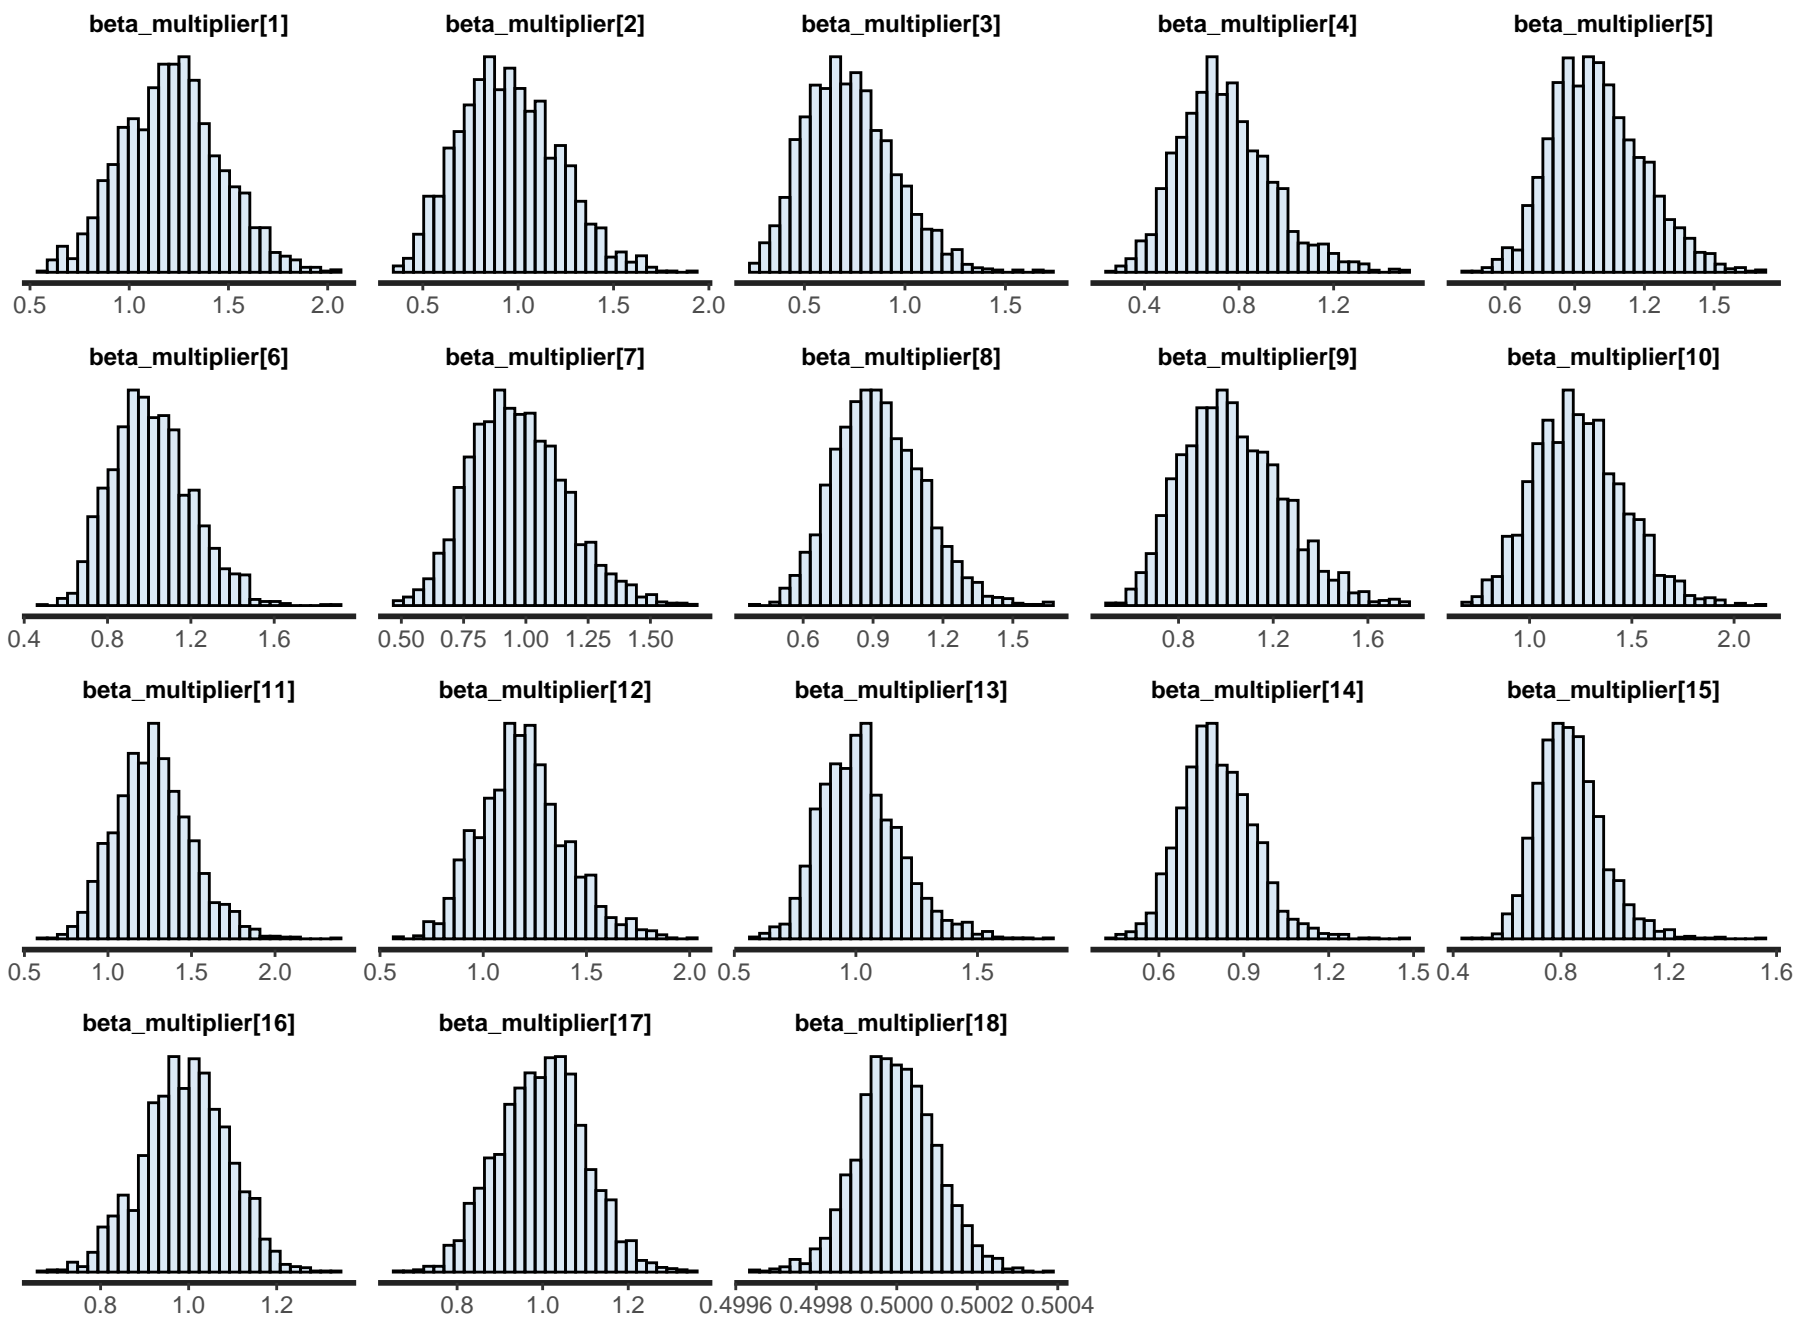 beta_multiplier[1] beta_multiplier[2] beta_multiplier[3] beta_multiplier[4] beta_multiplier[5]
0.5 1.0 1.5 2.0 0.5 1.0 1.5 2.0 0.5 1.0 1.5 0.4 0.8 1.2 0.6 0.9 1.2 1.5
beta_multiplier[6] beta_multiplier[7] beta_multiplier[8] beta_multiplier[9] beta_multiplier[10]
0.4 0.8 1.2 1.6 0.50 0.75 1.00 1.25 1.50 0.6 0.9 1.2 1.5 0.8 1.2 1.6 1.0 1.5 2.0
beta_multiplier[11] beta_multiplier[12] beta_multiplier[13] beta_multiplier[14] beta_multiplier[15]
0.5 1.0 1.5 2.0 0.5 1.0 1.5 2.0 0.5 1.0 1.5 0.6 0.9 1.2 1.5 0.4 0.8 1.2 1.6
beta_multiplier[16] beta_multiplier[17] beta_multiplier[18]
0.8 1.0 1.2 0.8 1.0 1.2 0.4996 0.4998 0.5000 0.5002 0.5004